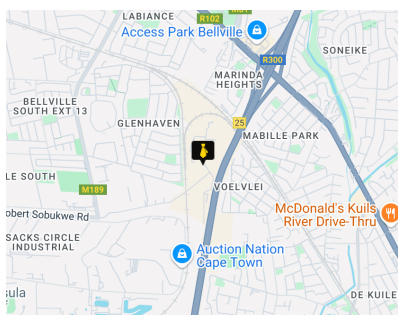 LABIANCE
R102
Access Park Bellville
R300
SONEIKE
MARINDA
HEIGHTS
BELLVILLE
SOUTH EXT 13
GLENHAVEN
25
MABILLE PARK
LE SOUTH
M189
VOELVLEI
obert Sobukwe Rd
McDonald's Kuils
River Drive-Thru
SACKS CIRCLE
INDUSTRIAL
Auction Nation
Cape Town
sula
DE KUILE